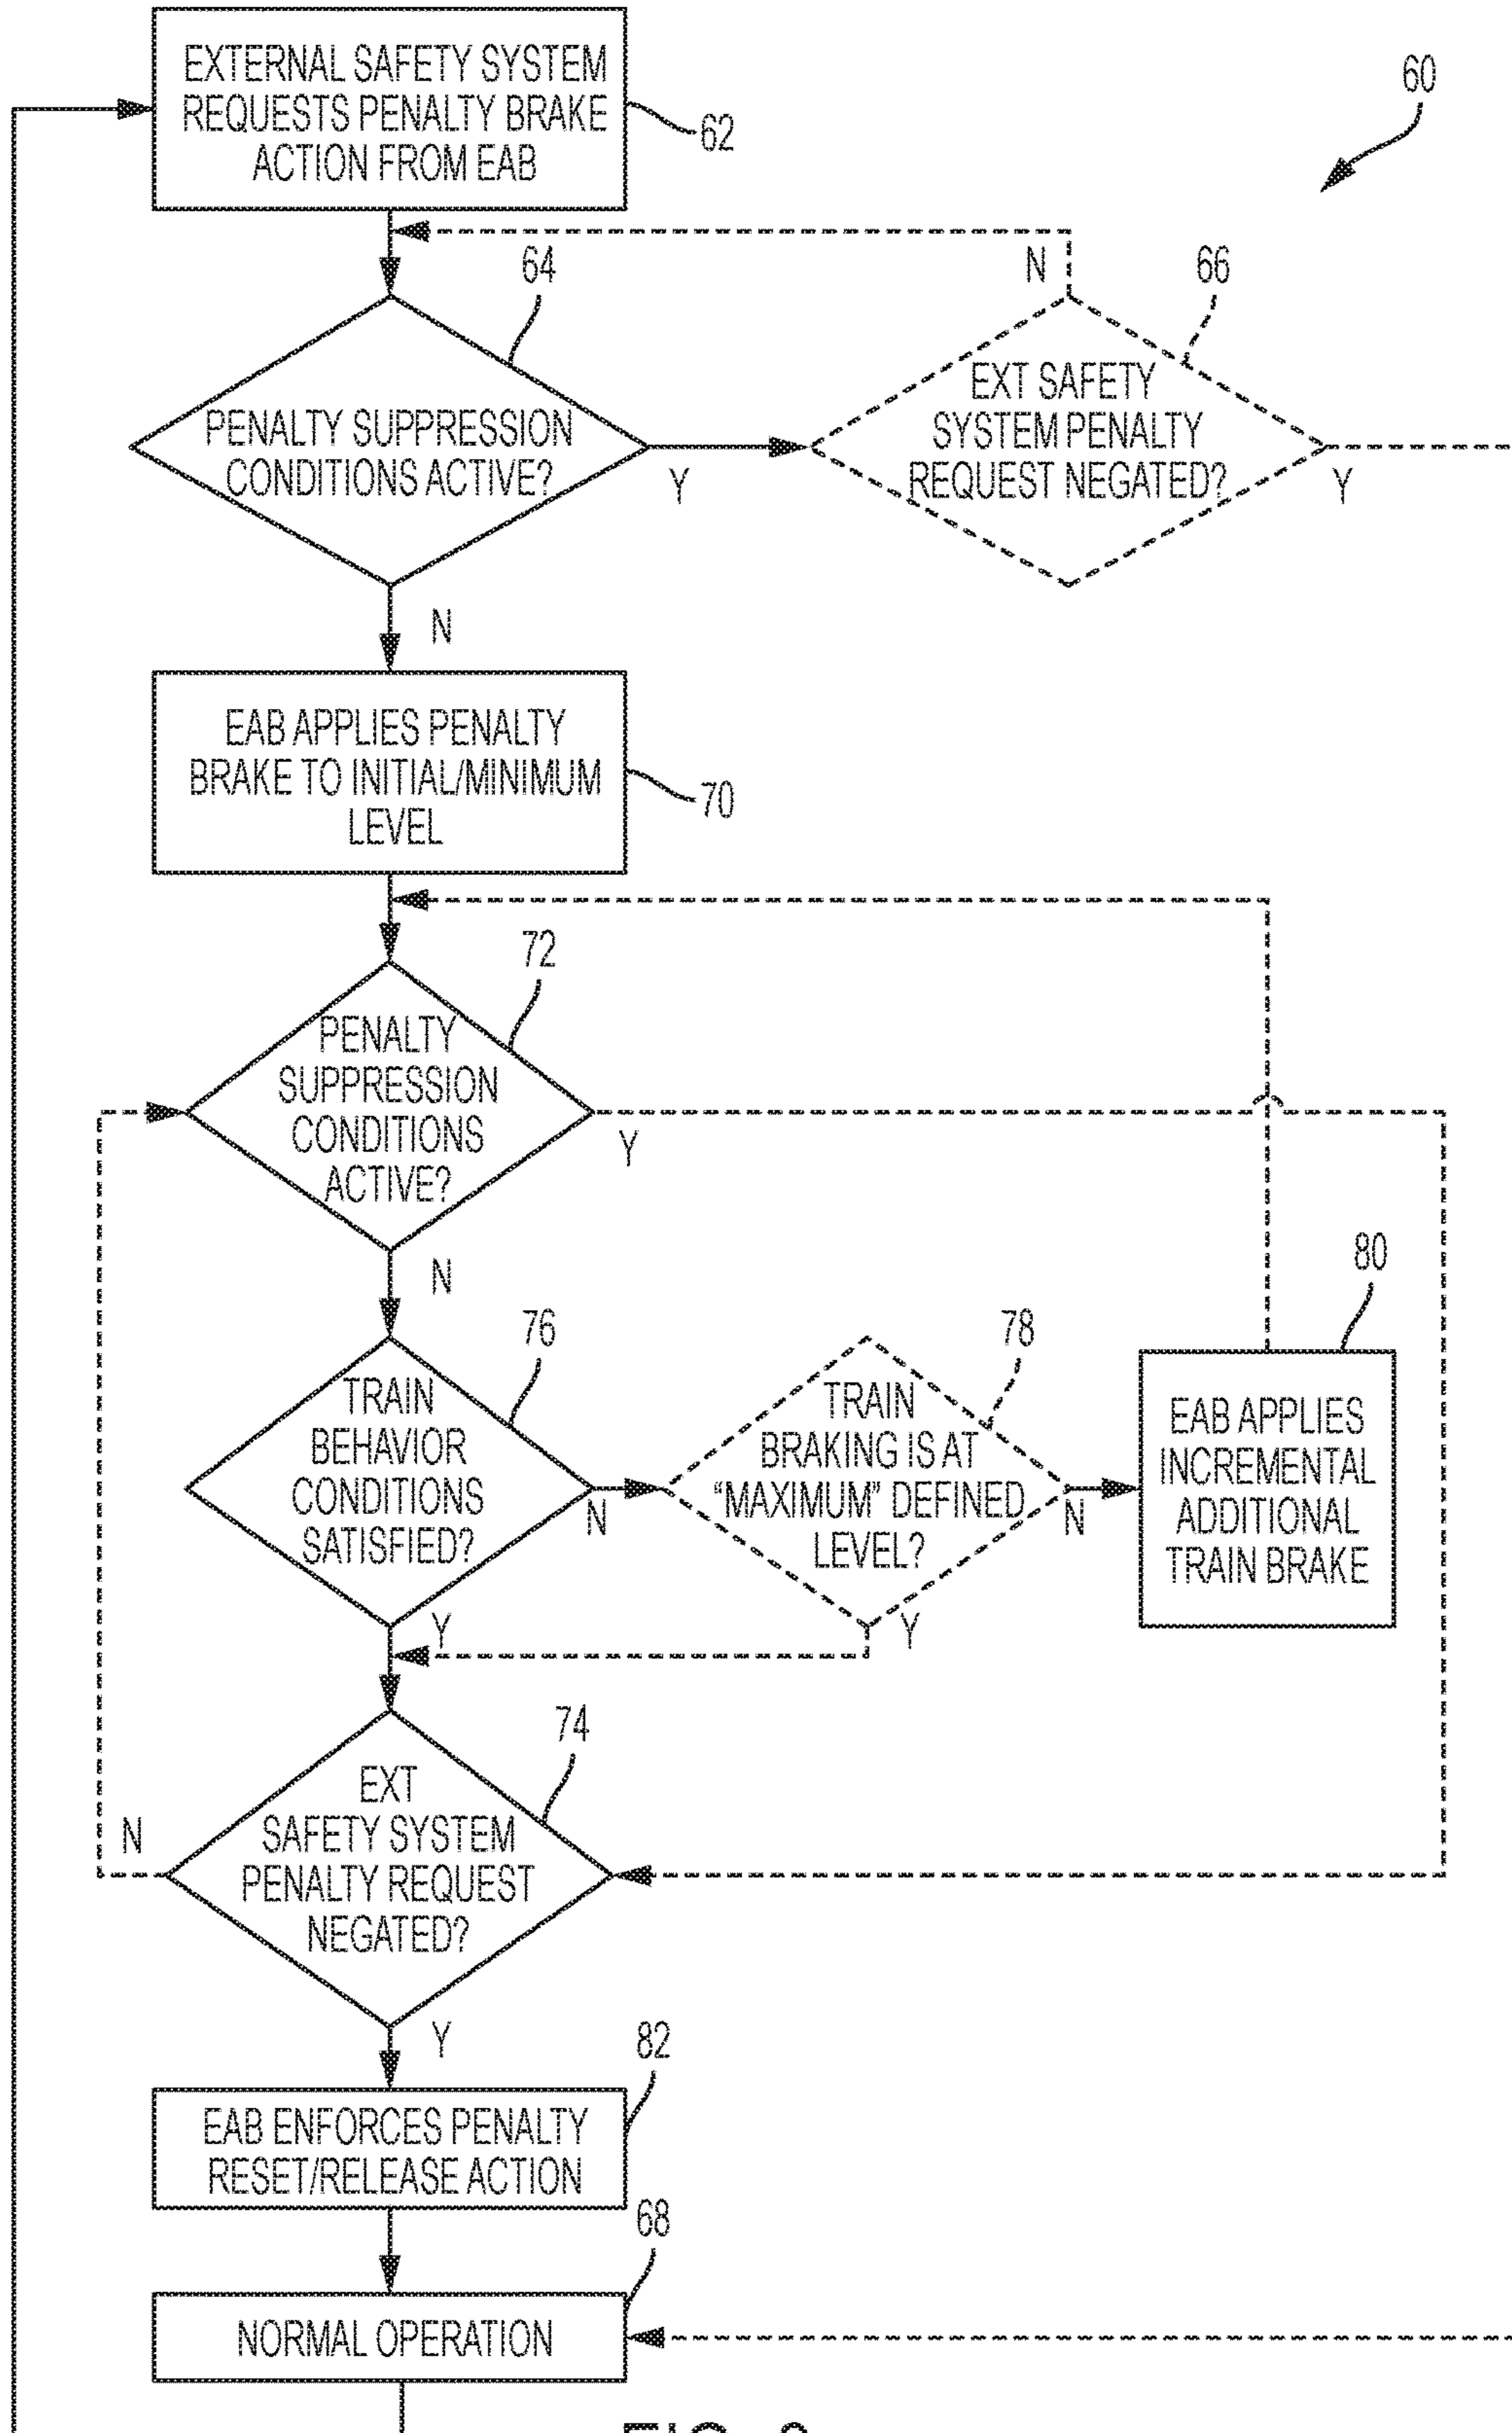 EXTERNAL SAFETY SYSTEM
REQUESTS PENALTY BRAKE
ACTION FROM EAB
62
60
64
N
66
PENALTY SUPPRESSION
CONDITIONS ACTIVE?
Y
EXT SAFETY
SYSTEM PENALTY
REQUEST NEGATED?
Y
N
EAB APPLIES PENALTY
BRAKE TO INITIAL/MINIMUM
LEVEL
70
72
PENALTY
SUPPRESSION
CONDITIONS
ACTIVE?
Y
N
76
TRAIN
BEHAVIOR
CONDITIONS
SATISFIED?
N
Y
78
TRAIN
BRAKING IS AT
“MAXIMUM” DEFINED
LEVEL?
N
Y
80
EAB APPLIES
INCREMENTAL
ADDITIONAL
TRAIN BRAKE
74
EXT
SAFETY SYSTEM
PENALTY REQUEST
NEGATED?
N
Y
82
EAB ENFORCES PENALTY
RESET/RELEASE ACTION
68
NORMAL OPERATION